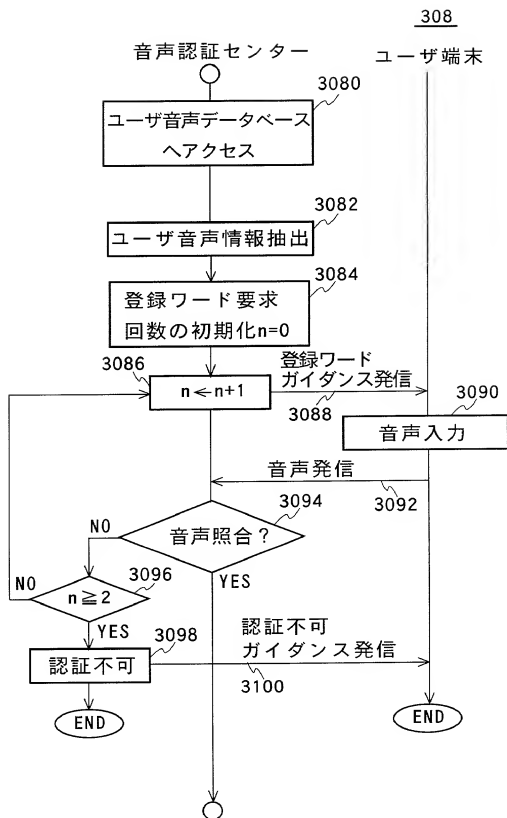 308
音声認証センター
ユーザ端末
3080
ユーザ音声データベース
へアクセス
3082
ユーザ音声情報抽出
3084
登録ワード要求
回数の初期化n=0
3086
n←n+1
登録ワード
ガイダンス発信
3088
3090
音声入力
音声発信
3092
3094
音声照合?
NO
YES
3096
n≧2
NO
YES
3098
認証不可
認証不可
ガイダンス発信
3100
END
END